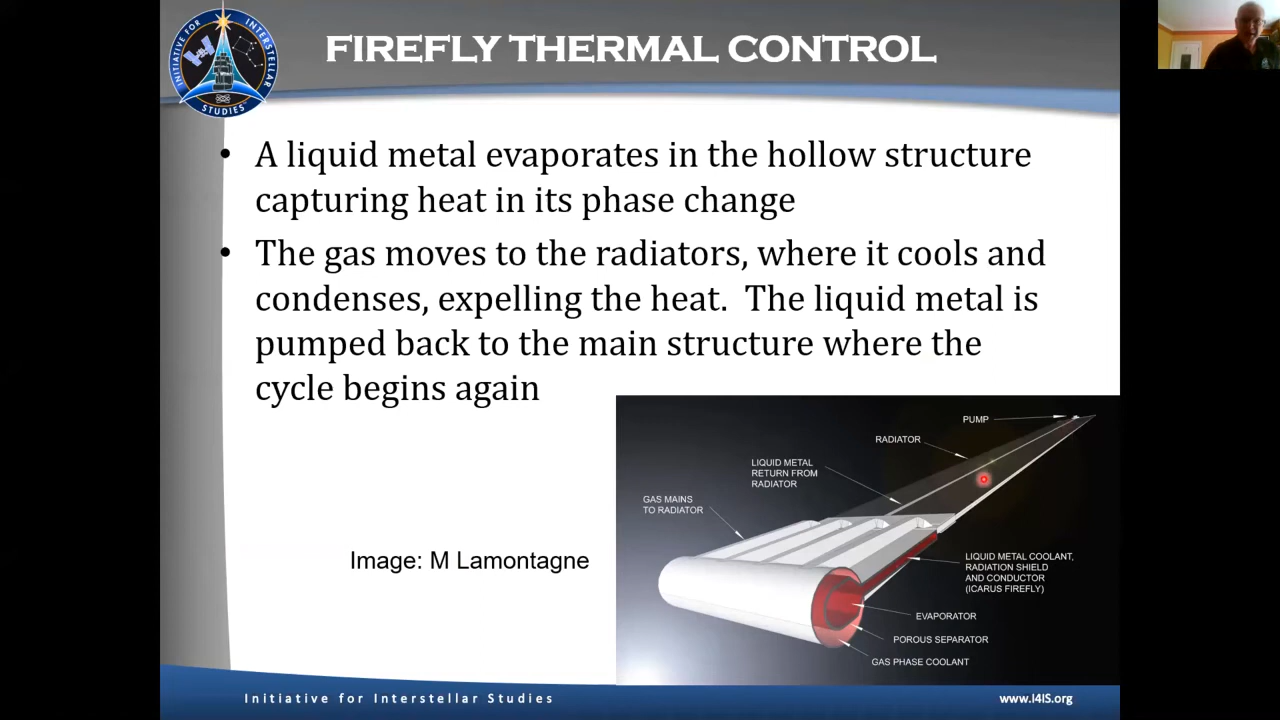 FIREFLY THERMAL CONTROL
INITIATIVE FOR INTERSTELLAR STUDIES
• A liquid metal evaporates in the hollow structure
capturing heat in its phase change
• The gas moves to the radiators, where it cools and
condenses, expelling the heat. The liquid metal is
pumped back to the main structure where the
cycle begins again
PUMP
RADIATOR
LIQUID METAL
RETURN FROM
RADIATOR
GAS MAINS
TO RADIATOR
LIQUID METAL COOLANT,
RADIATION SHIELD
AND CONDUCTOR
(ICARUS FIREFLY)
EVAPORATOR
POROUS SEPARATOR
GAS PHASE COOLANT
Image: M Lamontagne
Initiative for Interstellar Studies
www.I4IS.org